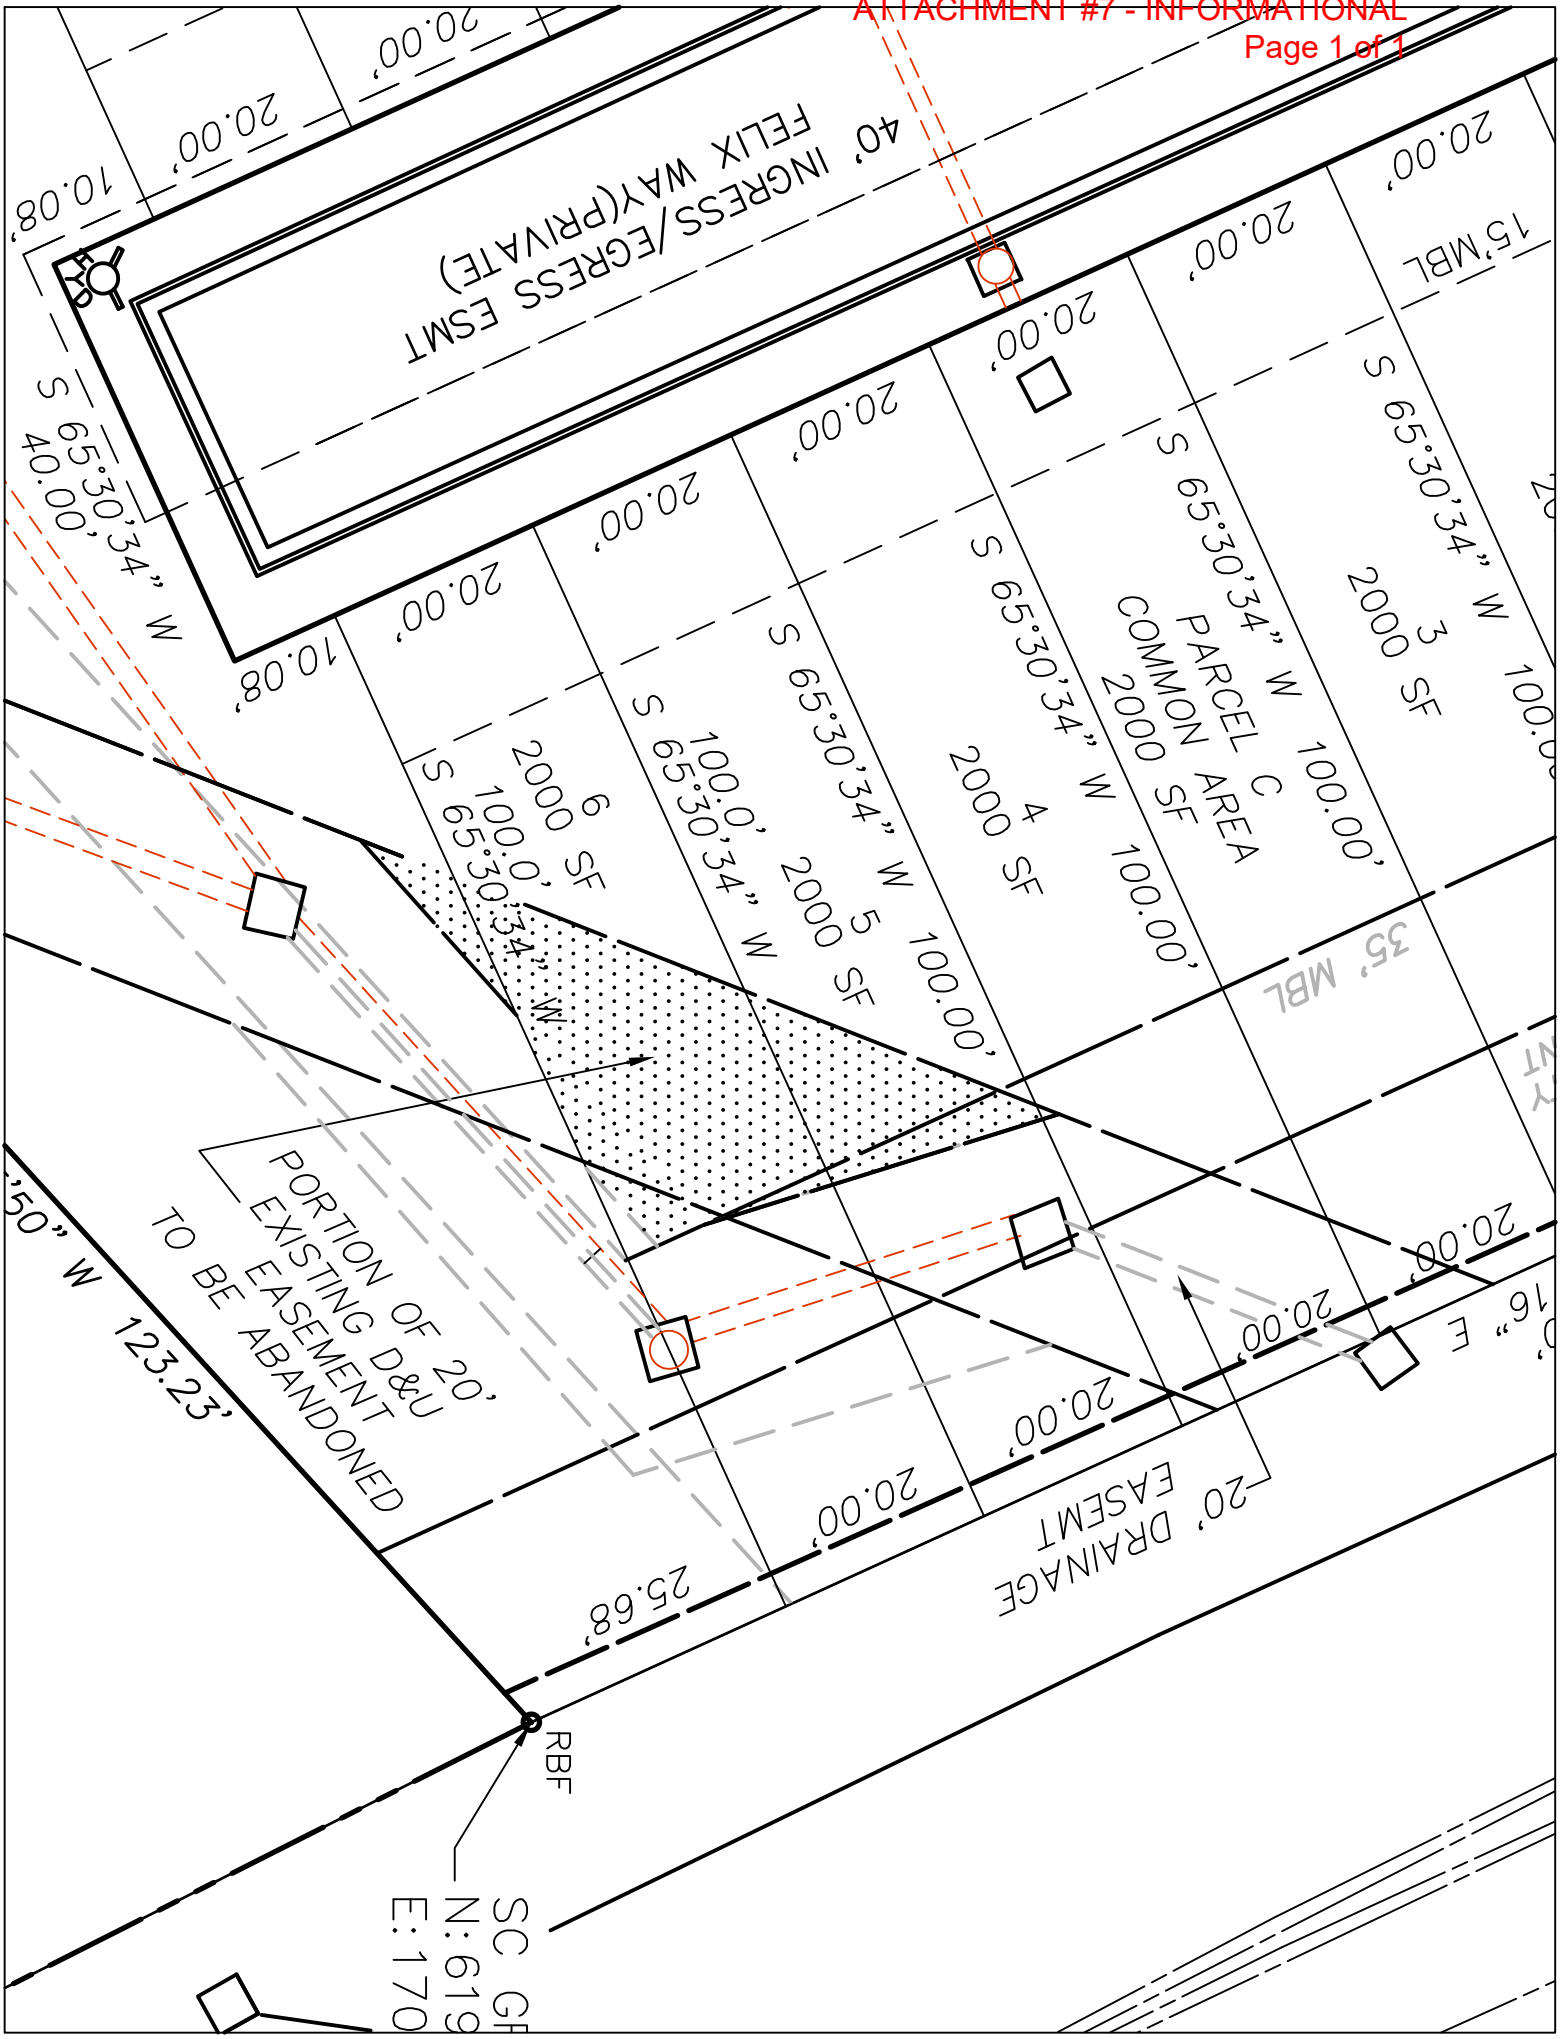 ATTACHMENT #7 - INFORMATIONAL
Page 1 of 1
20.00'
20.00'
10.08'
HYD
40'
INGRESS/EGRESS ESMT
FELIX WAY(PRIVATE)
S 65°30'34" W
40.00'
20.00'
20.00'
20.00'
20.00'
20.00'
20.00'
10.08'
15'MBL
S 65°30'34" W 100.0
3
2000 SF
S 65°30'34" W 100.00'
PARCEL C
COMMON AREA
2000 SF
S 65°30'34" W 100.00'
4
2000 SF
S 65°30'34" W 100.00'
5
2000 SF
100.0'
S 65°30'34" W
6
2000 SF
100.0'
S 65°30'34" W
35' MBL
NT
20.00'
20.00'
20.00'
20.00'
25.68'
16" E
20' DRAINAGE
EASEMT
PORTION OF 20'
EXISTING D&U
EASEMENT
TO BE ABANDONED
'50" W 123.23'
RBF
SC GR
N:619
E:170